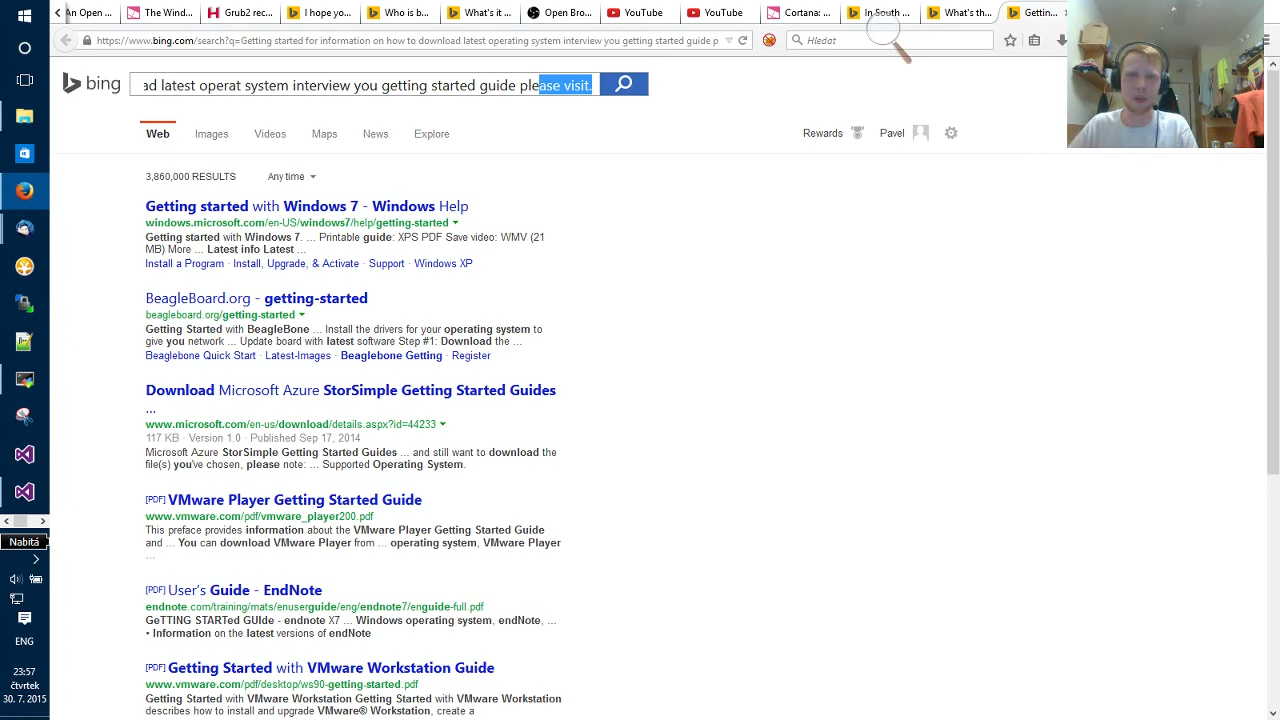 An
The Wind...
Grub2 rec...
I hope yo...
Who is b...
What's it ...
Open Bro...
YouTube
YouTube
Cortana: ...
In South ...
What's th...
Gettin...
https://www.bing.com/search?q=Getting started for information on how to download latest operating system interview you getting started guide p
Hledat
bing
ad latest operat system interview you getting started guide please visit.
Web Images Videos Maps News Explore
Rewards
Pavel
3,860,000 RESULTS Any time
Getting started with Windows 7 - Windows Help
windows.microsoft.com/en-US/windows7/help/getting-started
Getting started with Windows 7. ... Printable guide: XPS PDF Save video: WMV (21
MB) More ... Latest info Latest ...
Install a Program · Install, Upgrade, & Activate · Support · Windows XP
BeagleBoard.org - getting-started
beagleboard.org/getting-started
Getting Started with BeagleBone ... Install the drivers for your operating system to
give you network ... Update board with latest software Step #1: Download the ...
Beaglebone Quick Start · Latest-Images · Beaglebone Getting · Register
Download Microsoft Azure StorSimple Getting Started Guides
...
www.microsoft.com/en-us/download/details.aspx?id=44233
117 KB · Version 1.0 · Published Sep 17, 2014
Microsoft Azure StorSimple Getting Started Guides ... and still want to download the
file(s) you've chosen, please note: ... Supported Operating System.
[PDF] VMware Player Getting Started Guide
www.vmware.com/pdf/vmware_player200.pdf
This preface provides information about the VMware Player Getting Started Guide
and ... You can download VMware Player from ... operating system, VMware Player
...
[PDF] User's Guide - EndNote
endnote.com/training/mats/enuserguide/eng/endnote7/enguide-full.pdf
GeTTING STARTed GUIde - endnote X7 ... Windows operating system, endNote, ...
• Information on the latest versions of endNote
[PDF] Getting Started with VMware Workstation Guide
www.vmware.com/pdf/desktop/ws90-getting-started.pdf
Getting Started with VMware Workstation Getting Started with VMware Workstation
describes how to install and upgrade VMware® Workstation, create a
Nabitá
ENG
23:57
čtvrtek
30. 7. 2015